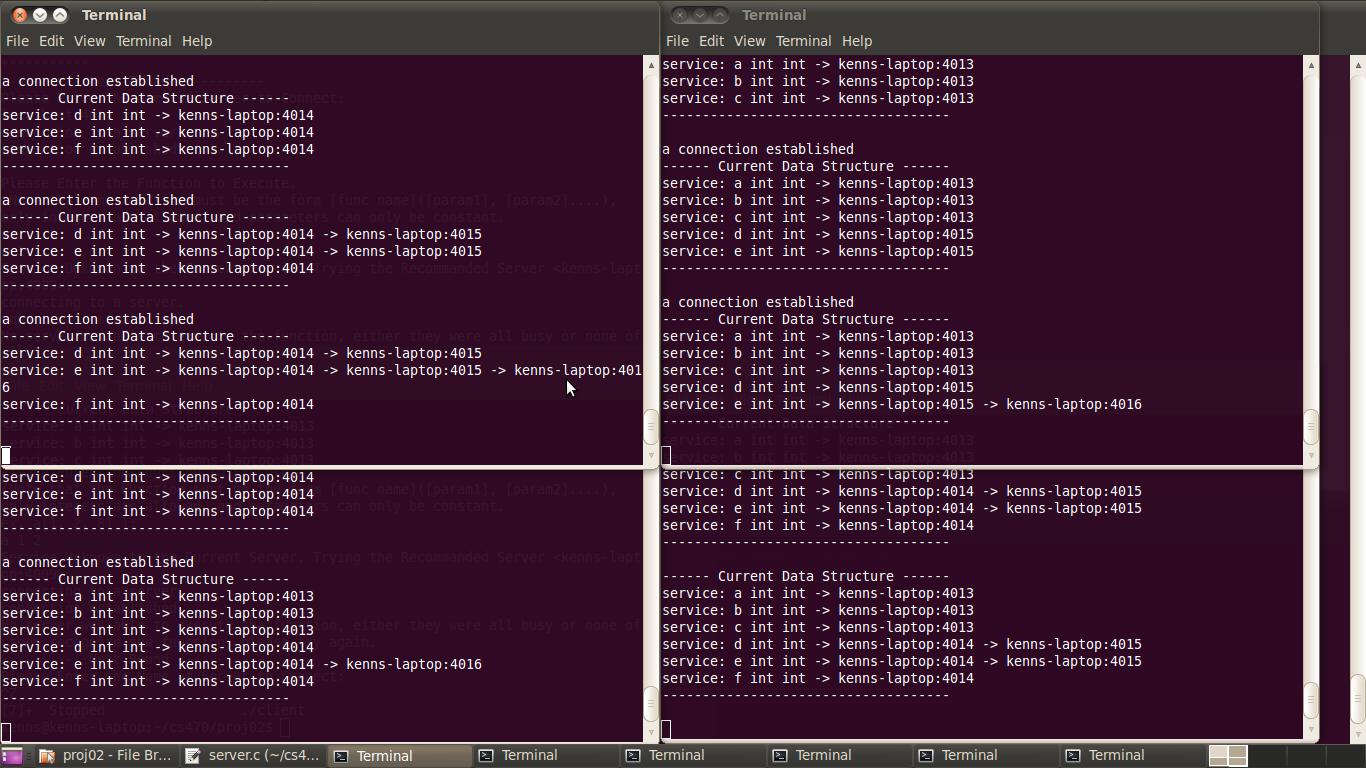 Terminal
File Edit View Terminal Help
a connection established
------ Current Data Structure ------
service: d int int -> kenns-laptop:4014
service: e int int -> kenns-laptop:4014
service: f int int -> kenns-laptop:4014
------------------------------------
a connection established
------ Current Data Structure ------
service: d int int -> kenns-laptop:4014 -> kenns-laptop:4015
service: e int int -> kenns-laptop:4014 -> kenns-laptop:4015
service: f int int -> kenns-laptop:4014
------------------------------------
a connection established
------ Current Data Structure ------
service: d int int -> kenns-laptop:4014 -> kenns-laptop:4015
service: e int int -> kenns-laptop:4014 -> kenns-laptop:4015 -> kenns-laptop:401
6
service: f int int -> kenns-laptop:4014
------------------------------------
Terminal
File Edit View Terminal Help
service: a int int -> kenns-laptop:4013
service: b int int -> kenns-laptop:4013
service: c int int -> kenns-laptop:4013
------------------------------------
a connection established
------ Current Data Structure ------
service: a int int -> kenns-laptop:4013
service: b int int -> kenns-laptop:4013
service: c int int -> kenns-laptop:4013
service: d int int -> kenns-laptop:4015
service: e int int -> kenns-laptop:4015
------------------------------------
a connection established
------ Current Data Structure ------
service: a int int -> kenns-laptop:4013
service: b int int -> kenns-laptop:4013
service: c int int -> kenns-laptop:4013
service: d int int -> kenns-laptop:4015
service: e int int -> kenns-laptop:4015 -> kenns-laptop:4016
------------------------------------
service: d int int -> kenns-laptop:4014
service: e int int -> kenns-laptop:4014
service: f int int -> kenns-laptop:4014
------------------------------------
a connection established
------ Current Data Structure ------
service: a int int -> kenns-laptop:4013
service: b int int -> kenns-laptop:4013
service: c int int -> kenns-laptop:4013
service: d int int -> kenns-laptop:4014
service: e int int -> kenns-laptop:4014 -> kenns-laptop:4016
service: f int int -> kenns-laptop:4014
------------------------------------
[7]+ Stopped ./client
kenns@kenns-laptop:~/cs470/proj02$
service: c int int -> kenns-laptop:4013
service: d int int -> kenns-laptop:4014 -> kenns-laptop:4015
service: e int int -> kenns-laptop:4014 -> kenns-laptop:4015
service: f int int -> kenns-laptop:4014
------------------------------------
------ Current Data Structure ------
service: a int int -> kenns-laptop:4013
service: b int int -> kenns-laptop:4013
service: c int int -> kenns-laptop:4013
service: d int int -> kenns-laptop:4014 -> kenns-laptop:4015
service: e int int -> kenns-laptop:4014 -> kenns-laptop:4015
service: f int int -> kenns-laptop:4014
------------------------------------
proj02 - File Br... server.c (~/cs4... Terminal Terminal Terminal Terminal Terminal Terminal